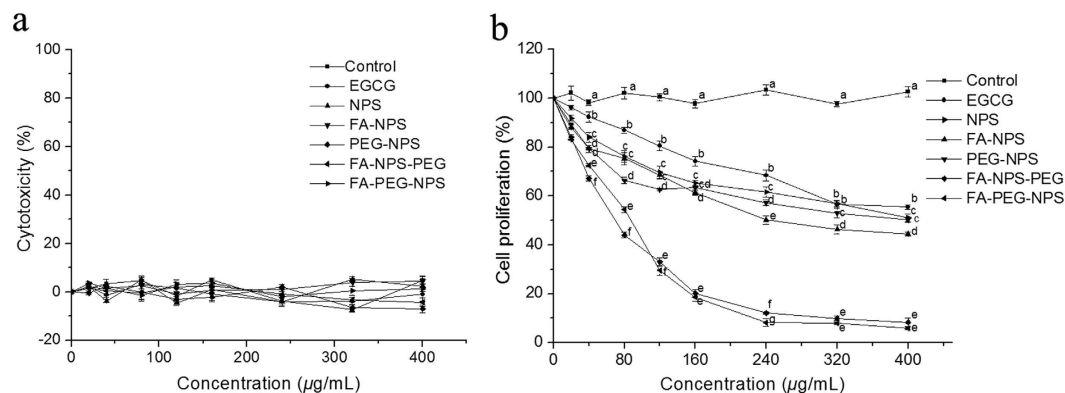 a
100
80
60
40
20
0
-20
Cytotoxicity (%)
Control
EGCG
NPS
FA-NPS
PEG-NPS
FA-NPS-PEG
FA-PEG-NPS
0 100 200 300 400
Concentration (µg/mL)
b
120
100
80
60
40
20
0
Cell proliferation (%)
a a a a a a a
b b b b b b b
c c c cd c c
d d d d d d d
e e e e e e e
f f f f
g
Control
EGCG
NPS
FA-NPS
PEG-NPS
FA-NPS-PEG
FA-PEG-NPS
0 80 160 240 320 400
Concentration (µg/mL)